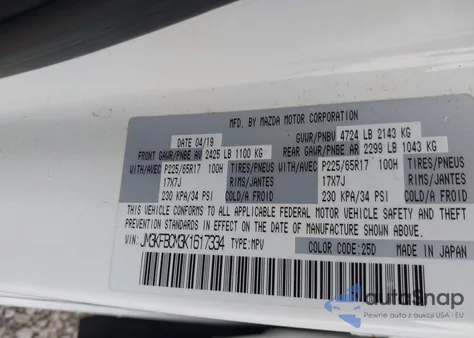 MFD. BY MAZDA MOTOR CORPORATION
DATE 04/19 GVWR/PNBV 4724 LB 2143 KG
FRONT GAWR/PNBE AV 2425 LB 1100 KG REAR GAWR/PNBE AR 2299 LB 1043 KG
WITH/AVEC P225/65R17 100H TIRES/PNEUS WITH/AVEC P225/65R17 100H TIRES/PNEUS
17X7J RIMS/JANTES 17X7J RIMS/JANTES
230 KPA/34 PSI COLD/A FROID 230 KPA/34 PSI COLD/A FROID
THIS VEHICLE CONFORMS TO ALL APPLICABLE FEDERAL MOTOR VEHICLE SAFETY AND THEFT
PREVENTION STANDARDS IN EFFECT ON THE DATE OF MANUFACTURE SHOWN ABOVE.
VIN: JM3KFBCM3K1617334 TYPE: MPV
COLOR CODE:25D MADE IN JAPAN
autoSnap
Pewne auta z aukcji USA i EU